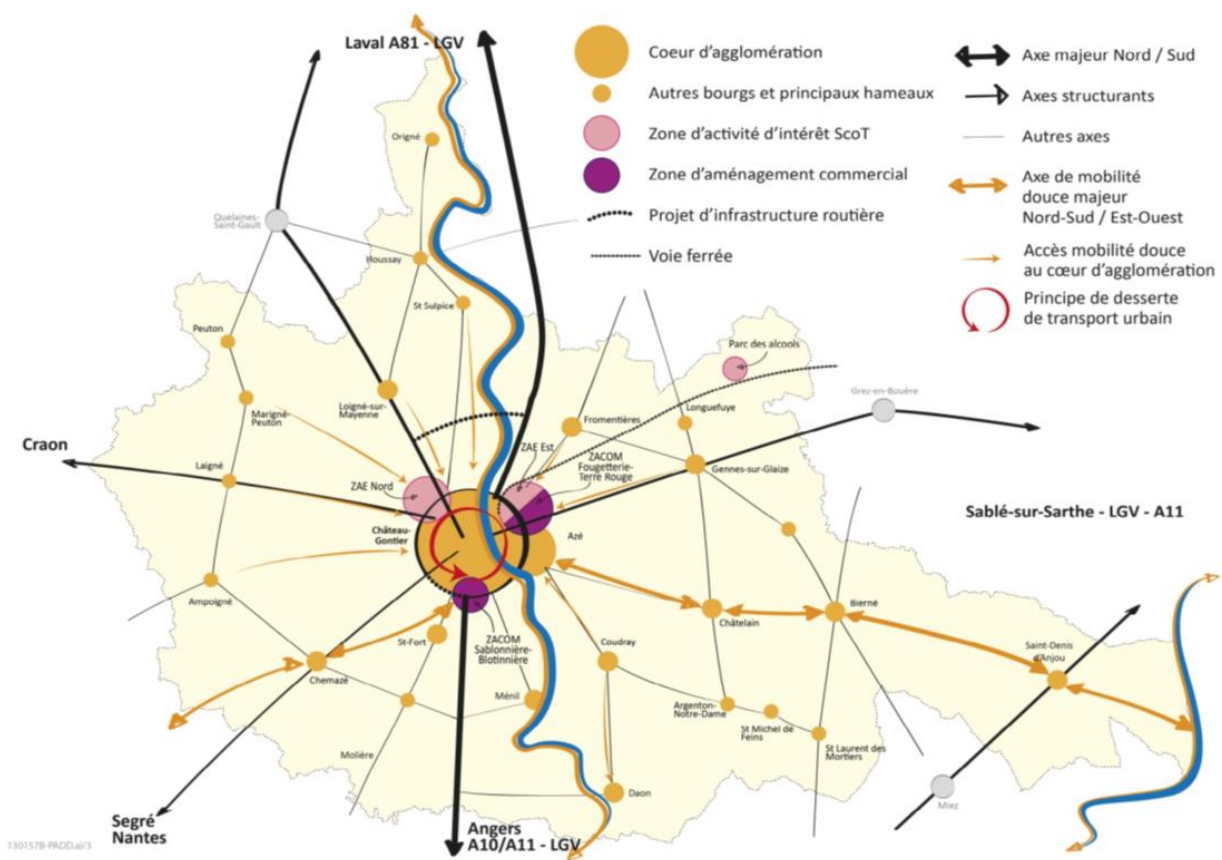 Laval A81 - LGV
Coeur d'agglomération
Autres bourgs et principaux hameaux
Zone d'activité d'intérêt ScoT
Zone d'aménagement commercial
Projet d'infrastructure routière
Voie ferrée
Axe majeur Nord / Sud
Axes structurants
Autres axes
Axe de mobilité
douce majeur
Nord-Sud / Est-Ouest
Accès mobilité douce
au cœur d'agglomération
Principe de desserte
de transport urbain
Origné
Quelaines-
Saint-Gault
Houssay
St Sulpice
Peuton
Parc des alcools
Marigné-
Peuton
Loigné-sur-
Mayenne
Grez-en-Bouère
Longuefuye
Fromentières
Craon
ZAE Est
ZACOM
Fougetterie-
Terre Rouge
Gennes-sur-Glaize
Laigné
ZAE Nord
Sablé-sur-Sarthe - LGV - A11
Château-
Gontier
Azé
Ampoigné
Bierné
Châtelain
St-Fort
ZACOM
Sablonnière-
Blotinnière
Coudray
Saint-Denis
d'Anjou
Chemazé
Ménil
Argenton-
Notre-Dame
St Michel de
Feins
St Laurent des
Mortiers
Molière
Daon
Miez
Segré
Nantes
Angers
A10/A11 - LGV
130157B-PADD.ai/3